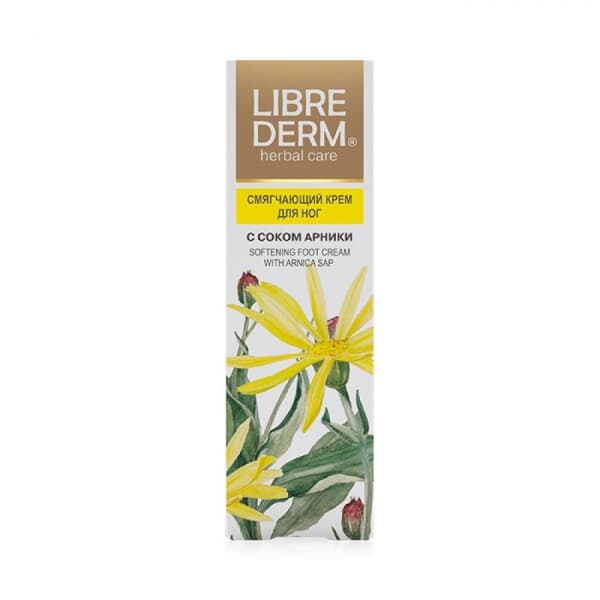 LIBRE
DERM®
herbal care
СМЯГЧАЮЩИЙ КРЕМ
ДЛЯ НОГ
С СОКОМ АРНИКИ
SOFTENING FOOT CREAM
WITH ARNICA SAP